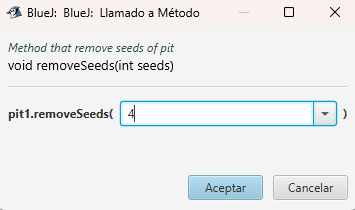 BlueJ: BlueJ: Llamado a Método
Method that remove seeds of pit
void removeSeeds(int seeds)
pit1.removeSeeds( 4 )
Aceptar Cancelar